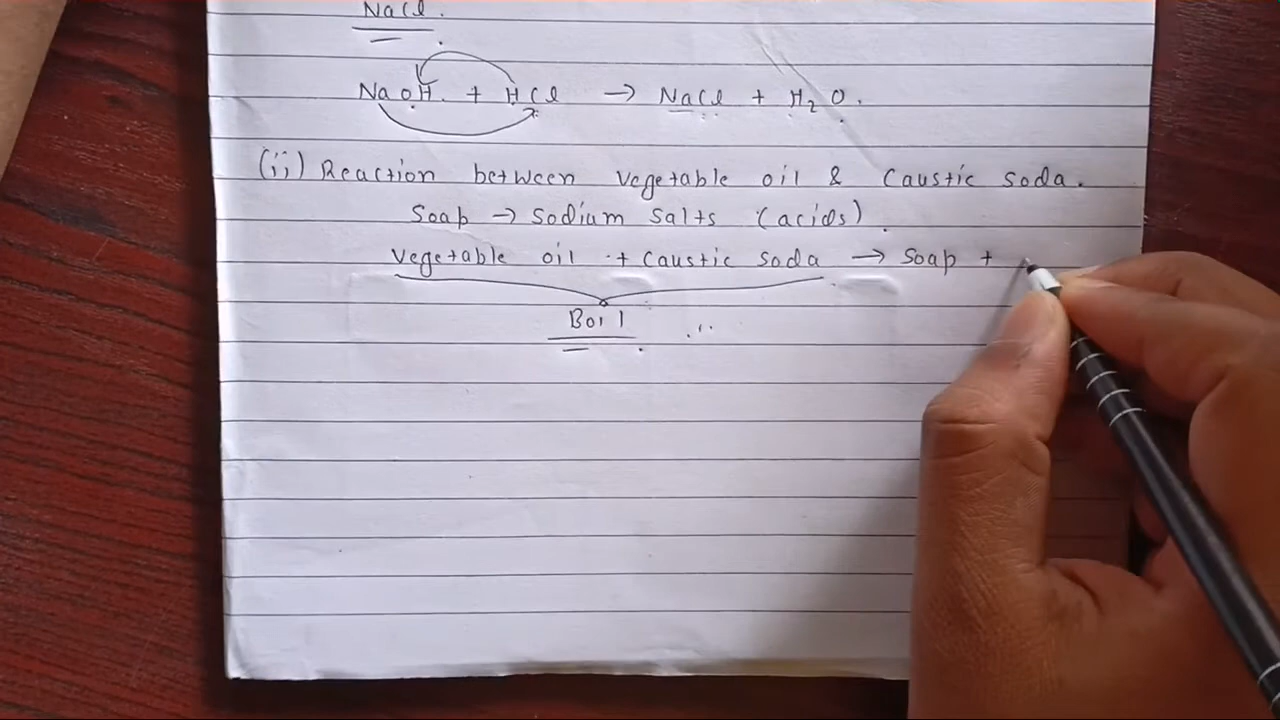 NaCl.
NaOH. + HCl → NaCl + H₂O.
(ii) Reaction between vegetable oil & Caustic soda.
Soap → Sodium Salts (acids).
Vegetable oil + Caustic Soda → Soap +
Boil